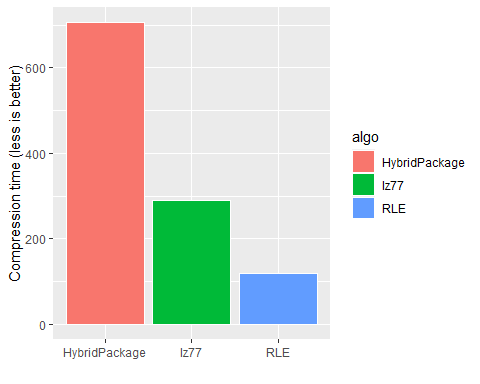 Compression time (less is better)
600
400
200
0
HybridPackage
lz77
RLE
algo
HybridPackage
lz77
RLE